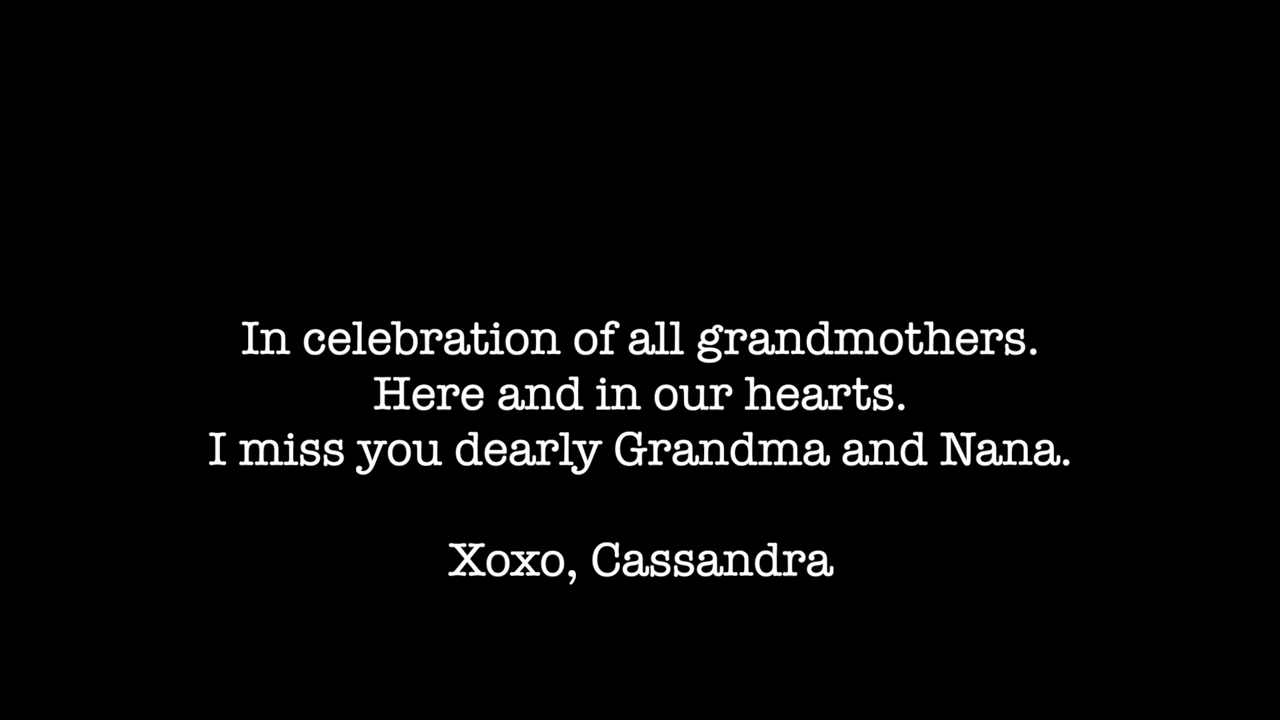 In celebration of all grandmothers.
Here and in our hearts.
I miss you dearly Grandma and Nana.
Xoxo, Cassandra